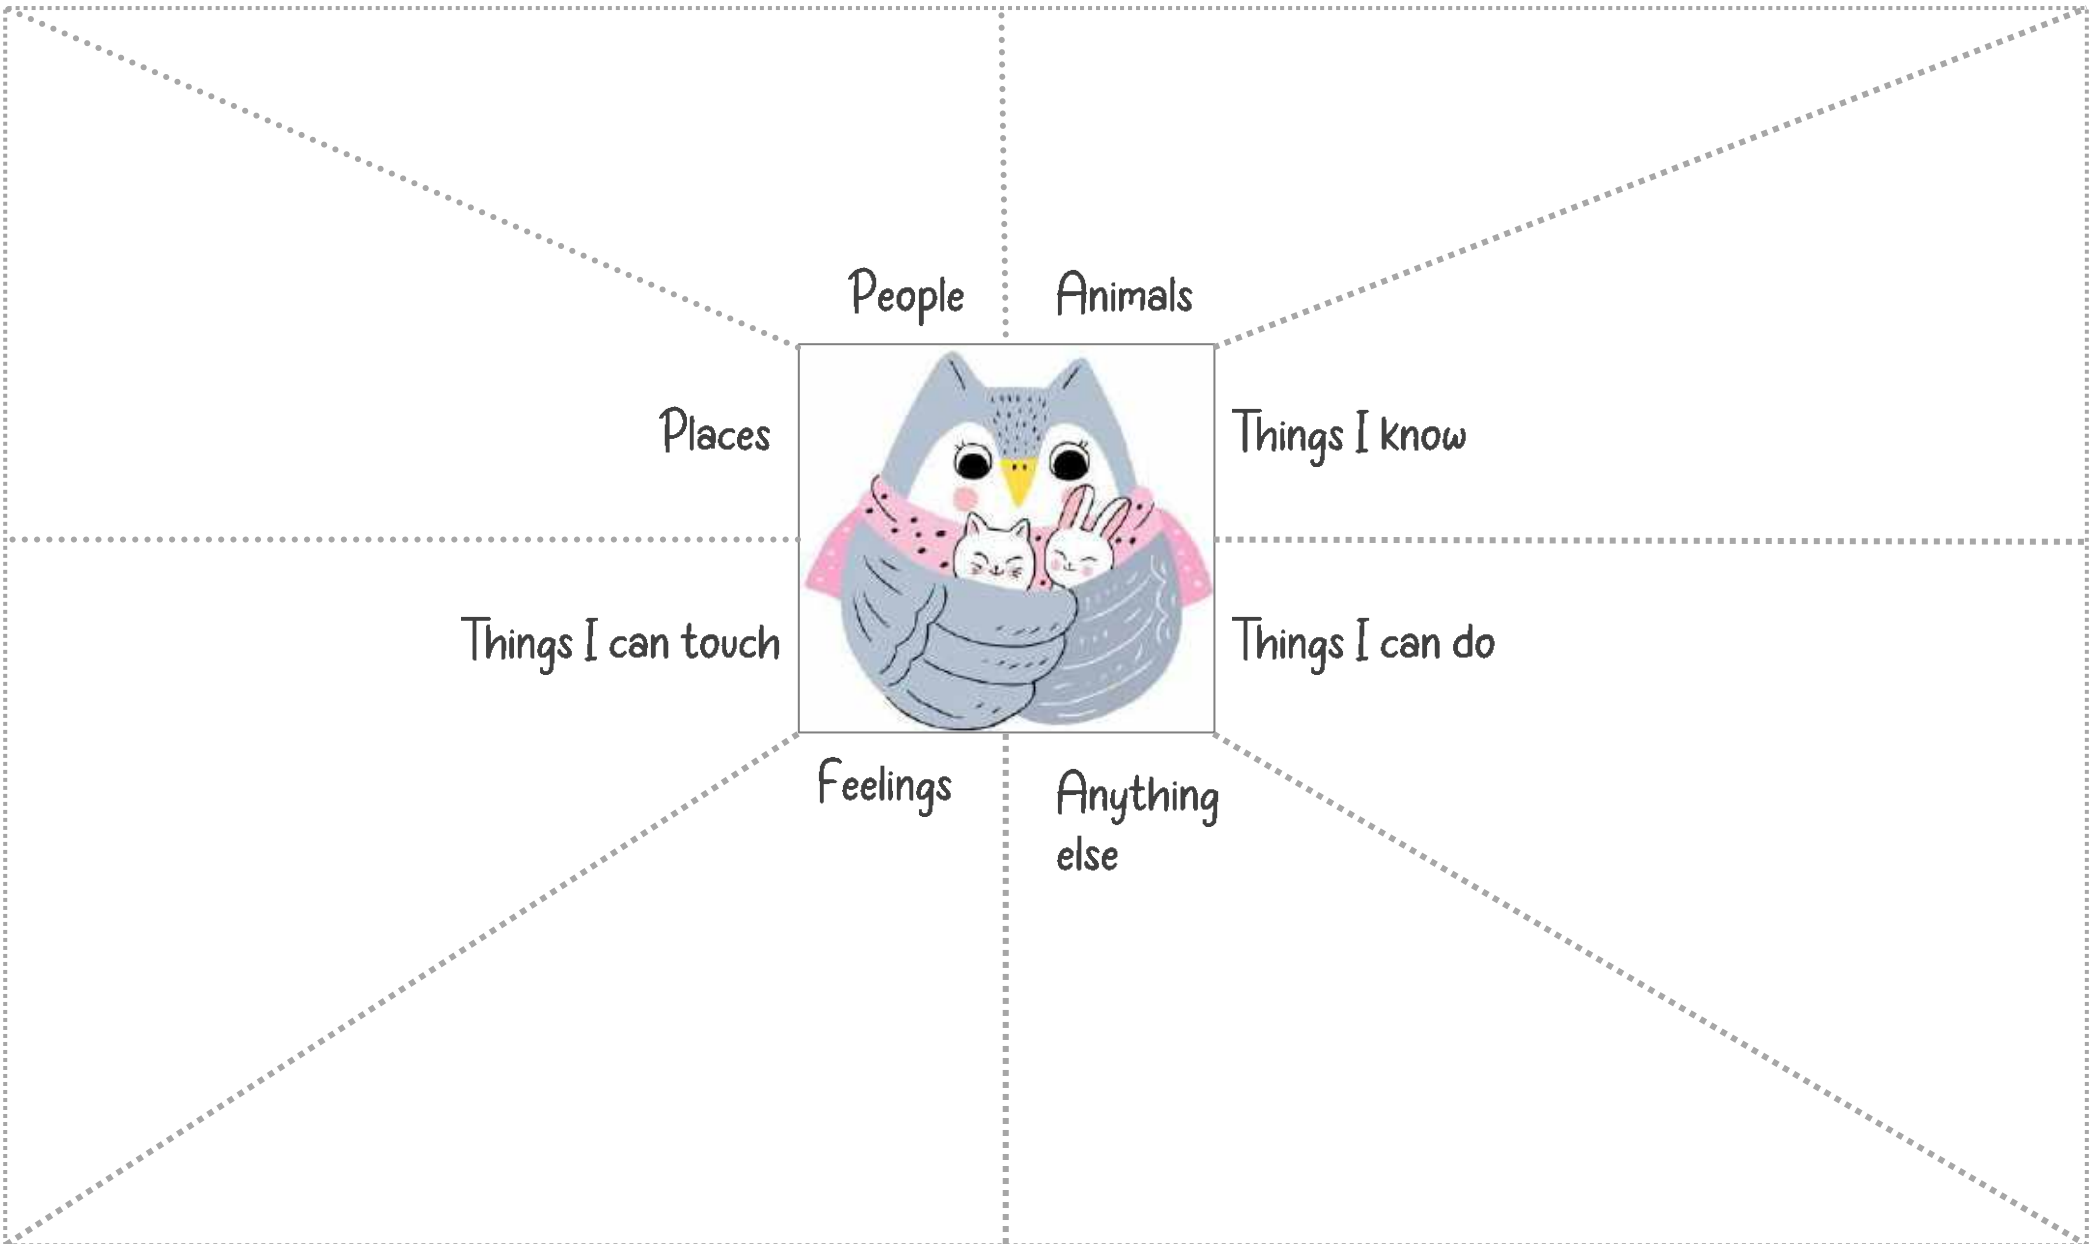 People
Animals
Places
Things I know
Things I can touch
Things I can do
Feelings
Anything
else